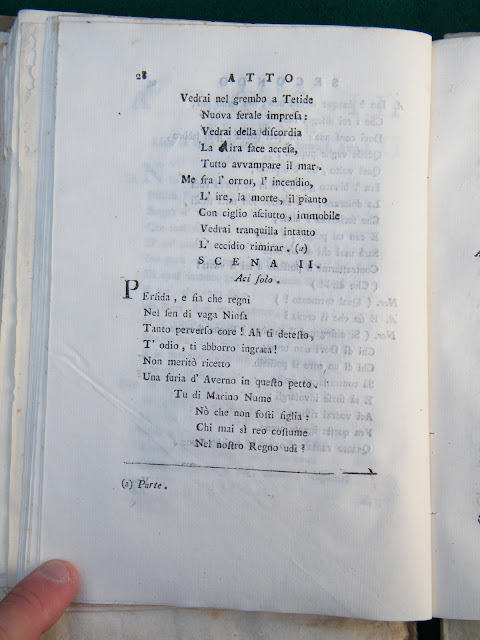 28 ATTO
Vedrai nel grembo a Tetide
Nuova ferale impresa:
Vedrai della discordia
La dira face accesa,
Tutto avvampare il mar.
Me fra l' orror, l' incendio,
L' ire, la morte, il pianto
Con ciglio asciutto, immobile
Vedrai tranquilla intanto
L' eccidio rimirar. (a)
SCENA II.
Aci solo.
Perfida, e fia che regni
Nel sen di vaga Ninfa
Tanto perverso core! Ah ti detesto,
T' odio, ti abborro ingrata!
Non meritò ricetto
Una furia d' Averno in questo petto.
Tu di Marino Nume
Nò che non fosti figlia:
Chi mai sì reo costume
Nel nostro Regno udì?
(a) Parte.